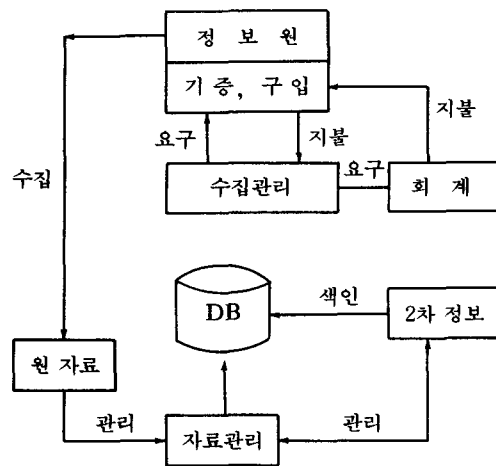 정 보 원
기 증, 구 입
요구
지불
지불
수집
수집관리
요구
회 계
DB
색인
2차 정보
원 자료
관리
자료관리
관리